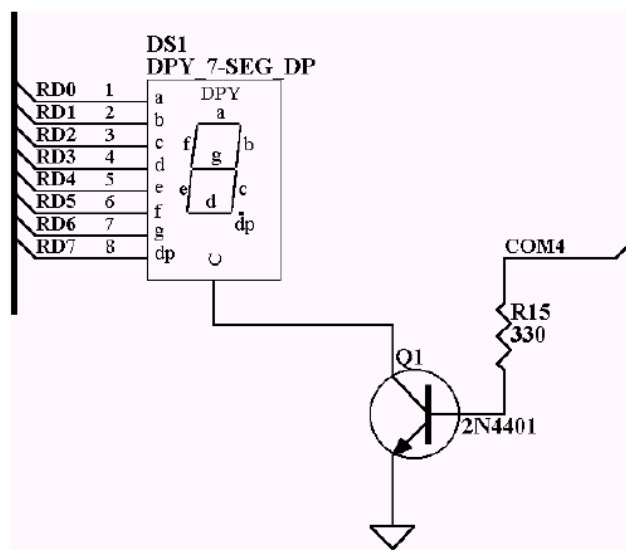 DS1
DPY_7-SEG_DP
RD0 1 a
RD1 2 b
RD2 3 c
RD3 4 d
RD4 5 e
RD5 6 f
RD6 7 g
RD7 8 dp
DPY
a
f b
g
e c
d
dp
C
COM4
R15
330
Q1
2N4401